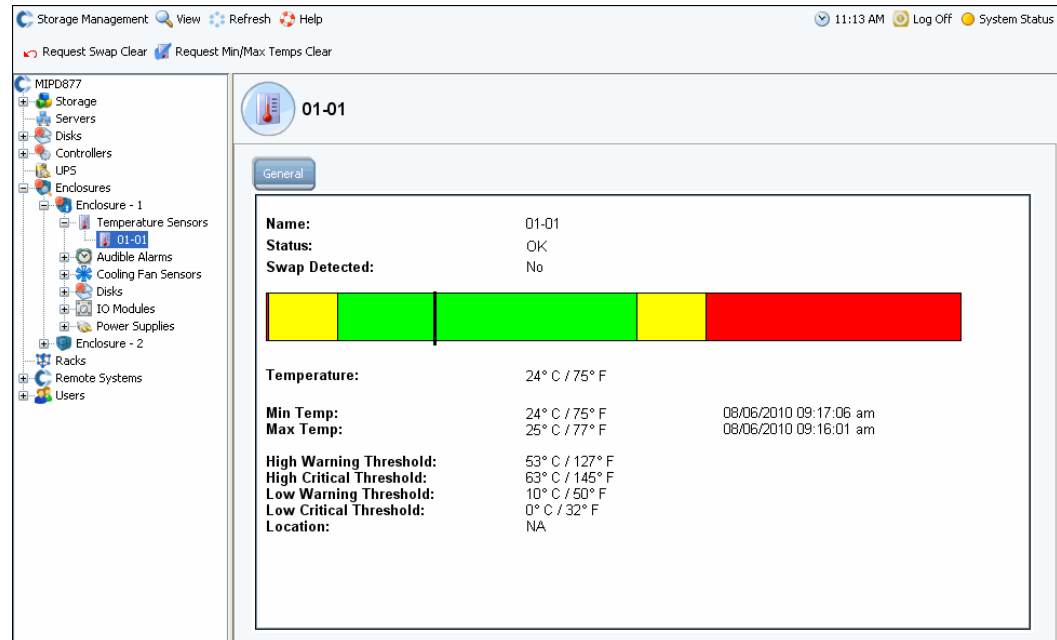 Storage Management View Refresh Help 11:13 AM Log Off System Status
Request Swap Clear Request Min/Max Temps Clear
MIPD877
Storage
Servers
Disks
Controllers
UPS
Enclosures
Enclosure - 1
Temperature Sensors
01-01
Audible Alarms
Cooling Fan Sensors
Disks
IO Modules
Power Supplies
Enclosure - 2
Racks
Remote Systems
Users
01-01
General
Name: 01-01
Status: OK
Swap Detected: No
Temperature: 24° C / 75° F
Min Temp: 24° C / 75° F 08/06/2010 09:17:06 am
Max Temp: 25° C / 77° F 08/06/2010 09:16:01 am
High Warning Threshold: 53° C / 127° F
High Critical Threshold: 63° C / 145° F
Low Warning Threshold: 10° C / 50° F
Low Critical Threshold: 0° C / 32° F
Location: NA